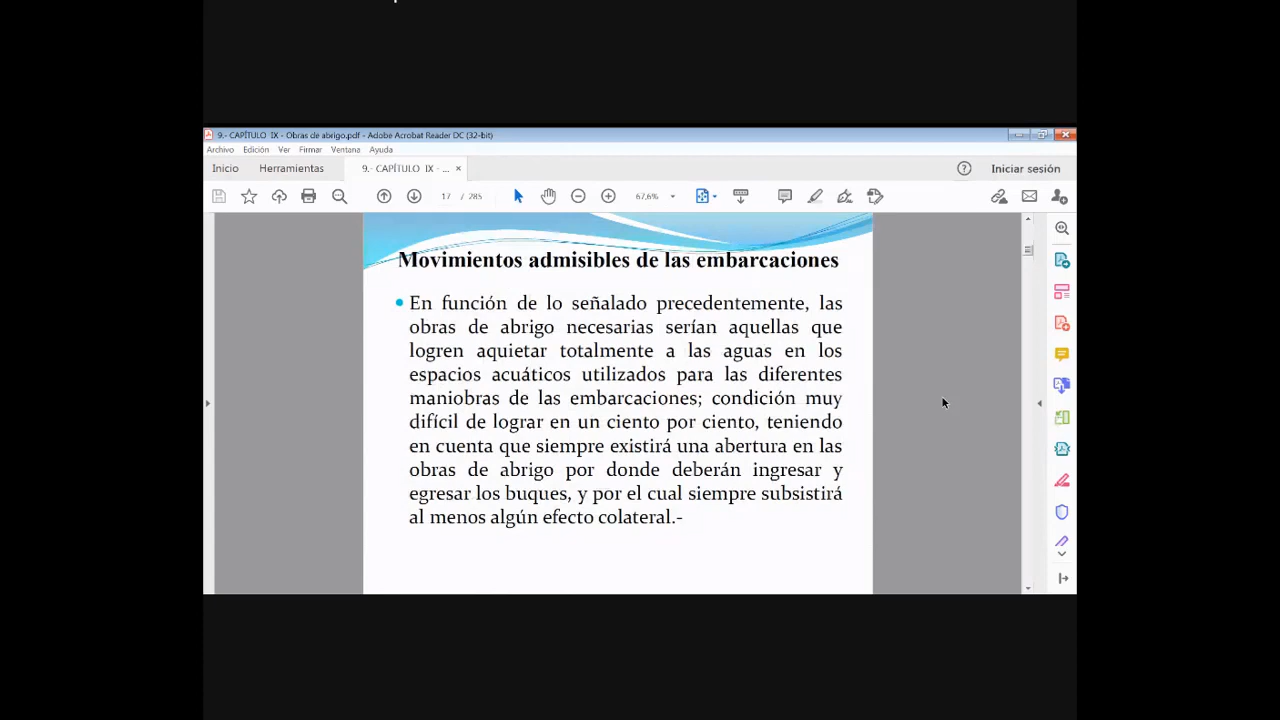 9.- CAPÍTULO IX - Obras de abrigo.pdf - Adobe Acrobat Reader DC (32-bit)
Archivo Edición Ver Firmar Ventana Ayuda
Inicio Herramientas 9.- CAPÍTULO IX - ... × Iniciar sesión
17 / 285 67,6%
Movimientos admisibles de las embarcaciones
• En función de lo señalado precedentemente, las
obras de abrigo necesarias serían aquellas que
logren aquietar totalmente a las aguas en los
espacios acuáticos utilizados para las diferentes
maniobras de las embarcaciones; condición muy
difícil de lograr en un ciento por ciento, teniendo
en cuenta que siempre existirá una abertura en las
obras de abrigo por donde deberán ingresar y
egresar los buques, y por el cual siempre subsistirá
al menos algún efecto colateral.-